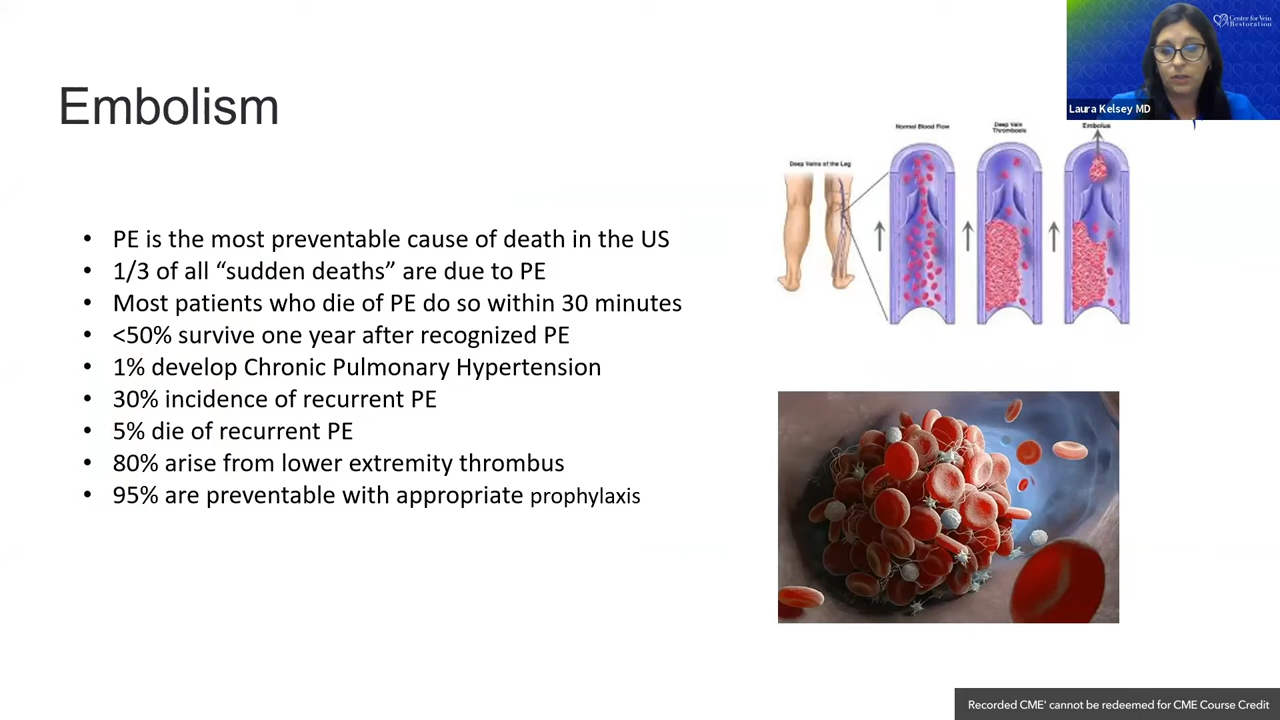 Center for Vein
Restoration
Laura Kelsey MD
Embolism
• PE is the most preventable cause of death in the US
• 1/3 of all “sudden deaths” are due to PE
• Most patients who die of PE do so within 30 minutes
• <50% survive one year after recognized PE
• 1% develop Chronic Pulmonary Hypertension
• 30% incidence of recurrent PE
• 5% die of recurrent PE
• 80% arise from lower extremity thrombus
• 95% are preventable with appropriate prophylaxis
Deep Veins of the Leg
Normal Blood Flow
Deep Vein
Thrombosis
Embolus
Recorded CME' cannot be redeemed for CME Course Credit